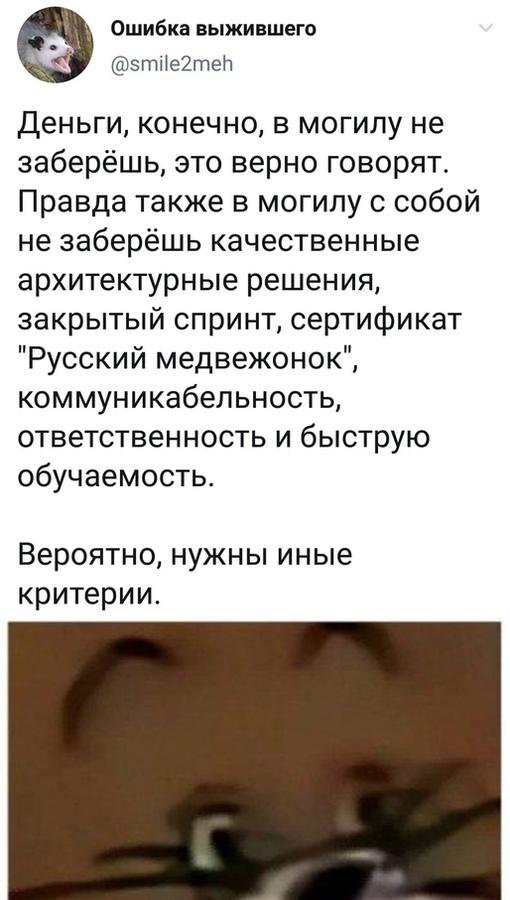 Ошибка выжившего
@smile2meh
Деньги, конечно, в могилу не
заберёшь, это верно говорят.
Правда также в могилу с собой
не заберёшь качественные
архитектурные решения,
закрытый спринт, сертификат
"Русский медвежонок",
коммуникабельность,
ответственность и быструю
обучаемость.
Вероятно, нужны иные
критерии.